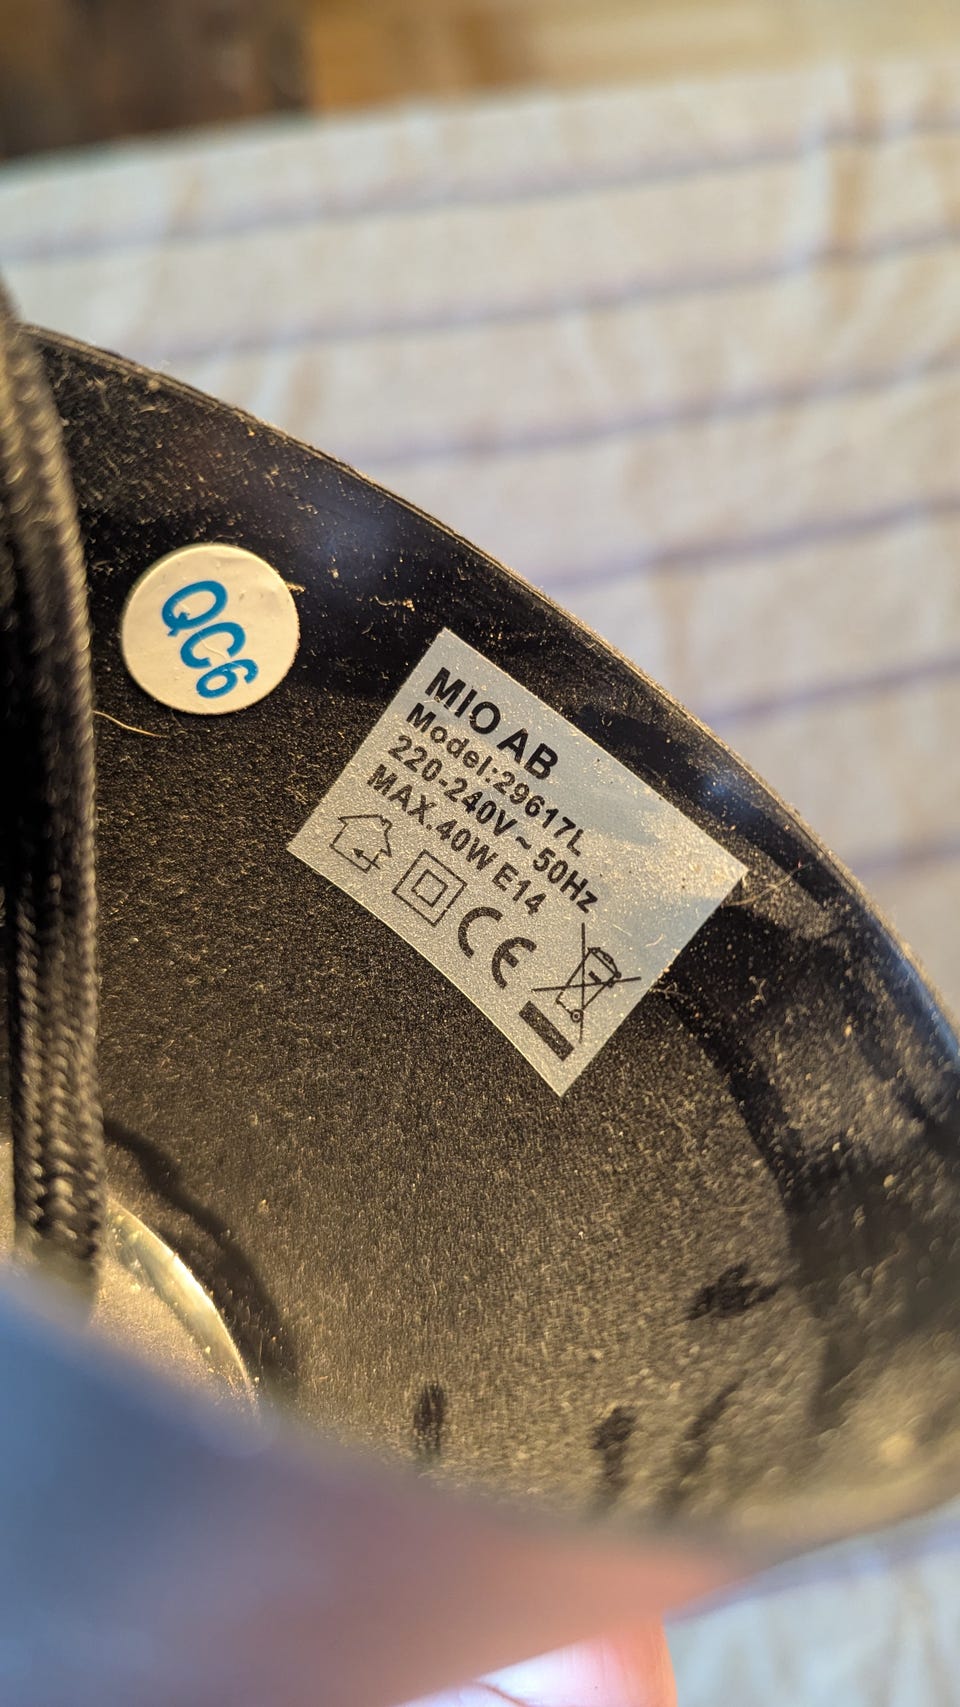 QC6
MIO AB
Model:29617L
220-240V~50Hz
MAX.40W E14
CE